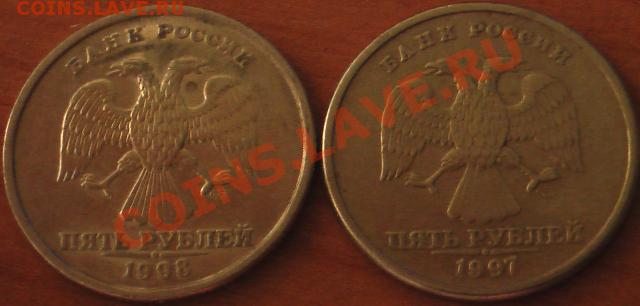 COINS.LAVE.RU
COINS.LAVE.RU
БАНК РОССИИ
ПЯТЬ РУБЛЕЙ
1998
БАНК РОССИИ
ПЯТЬ РУБЛЕЙ
1997